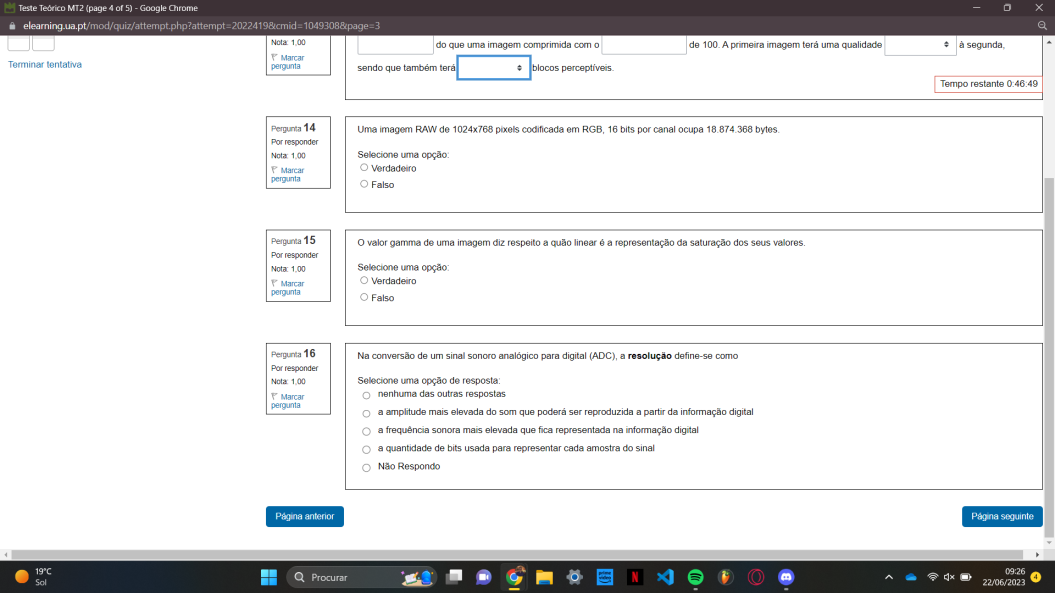 Teste Teórico MT2 (page 4 of 5) - Google Chrome
elearning.ua.pt/mod/quiz/attempt.php?attempt=2022419&cmid=1049308&page=3
Terminar tentativa
Nota: 1,00
Marcar
pergunta
do que uma imagem comprimida com o de 100. A primeira imagem terá uma qualidade à segunda,
sendo que também terá blocos perceptíveis.
Tempo restante 0:46:49
Pergunta 14
Por responder
Nota: 1,00
Marcar
pergunta
Uma imagem RAW de 1024x768 pixels codificada em RGB, 16 bits por canal ocupa 18.874.368 bytes.
Selecione uma opção:
Verdadeiro
Falso
Pergunta 15
Por responder
Nota: 1,00
Marcar
pergunta
O valor gamma de uma imagem diz respeito a quão linear é a representação da saturação dos seus valores.
Selecione uma opção:
Verdadeiro
Falso
Pergunta 16
Por responder
Nota: 1,00
Marcar
pergunta
Na conversão de um sinal sonoro analógico para digital (ADC), a resolução define-se como
Selecione uma opção de resposta:
nenhuma das outras respostas
a amplitude mais elevada do som que poderá ser reproduzida a partir da informação digital
a frequência sonora mais elevada que fica representada na informação digital
a quantidade de bits usada para representar cada amostra do sinal
Não Respondo
Página anterior
Página seguinte
19°C
Sol
Procurar
N
09:26
22/06/2023
4